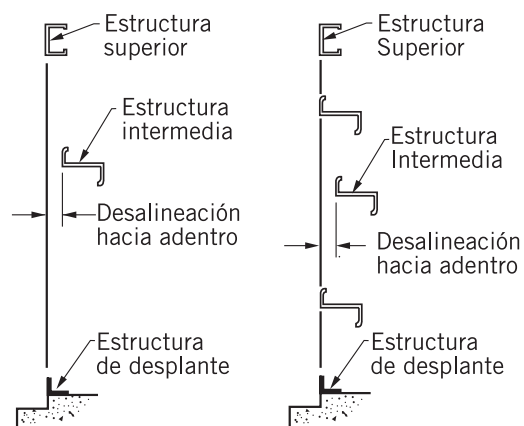 Estructura
superior
Estructura
intermedia
Desalineación
hacia adentro
Estructura
de desplante
Estructura
Superior
Estructura
Intermedia
Desalineación
hacia adentro
Estructura
de desplante